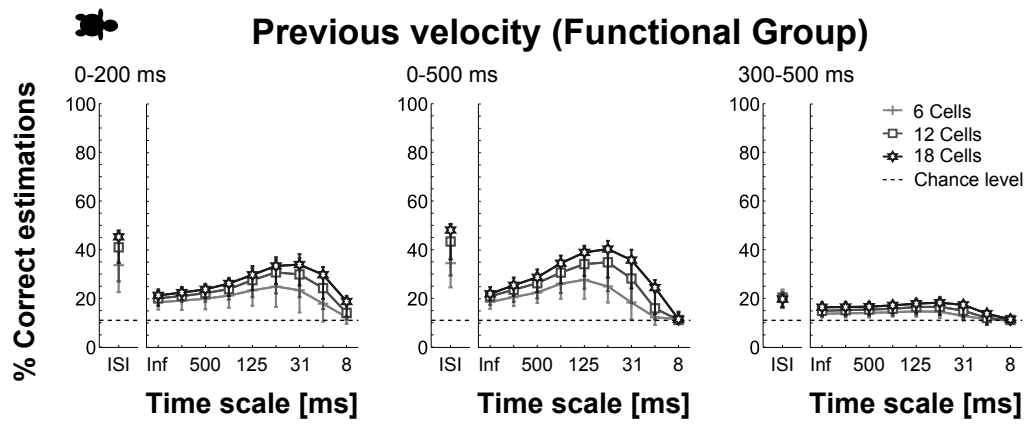 Previous velocity (Functional Group)
% Correct estimations
0-200 ms
100
80
60
40
20
0
ISI
Inf 500 125 31 8
Time scale [ms]
0-500 ms
100
80
60
40
20
0
ISI
Inf 500 125 31 8
Time scale [ms]
300-500 ms
100
80
60
40
20
0
ISI
Inf 500 125 31 8
Time scale [ms]
6 Cells
12 Cells
18 Cells
Chance level